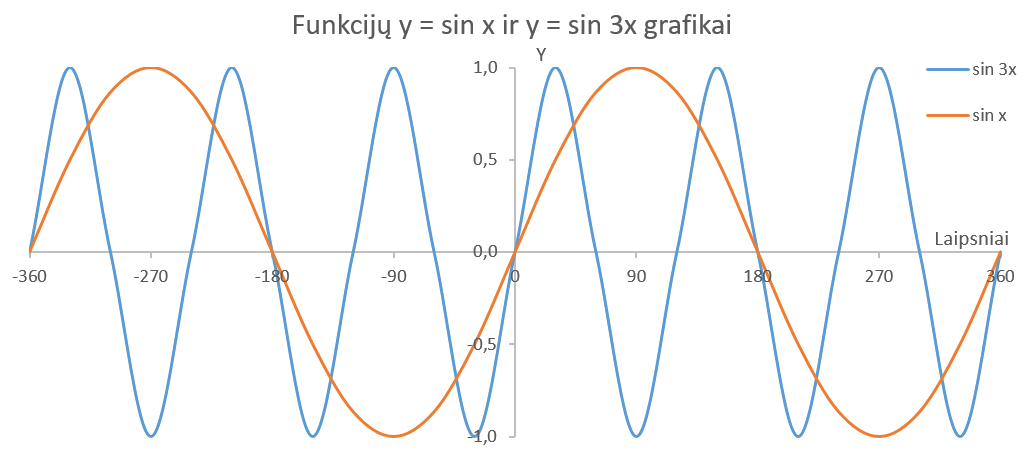 Funkcijų y = sin x ir y = sin 3x grafikai
Y
1,0
sin 3x
sin x
0,5
Laipsniai
0,0
-360 -270 -180 -90 0 90 180 270 360
-0,5
-1,0